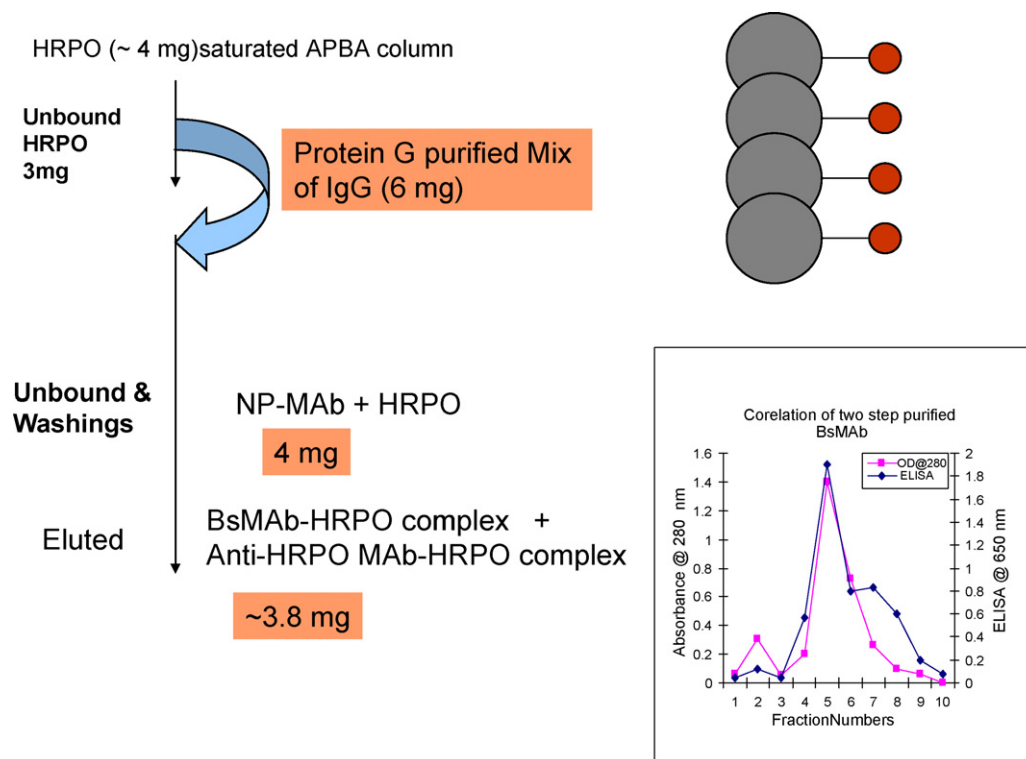 HRPO (~ 4 mg)saturated APBA column
Unbound
HRPO
3mg
Protein G purified Mix
of IgG (6 mg)
Unbound &
Washings
NP-MAb + HRPO
4 mg
Eluted
BsMAb-HRPO complex +
Anti-HRPO MAb-HRPO complex
~3.8 mg
Corelation of two step purified
BsMAb
OD@280
ELISA
Absorbance @ 280 nm
1.6
1.4
1.2
1
0.8
0.6
0.4
0.2
0
2
1.8
1.6
1.4
1.2
1
0.8
0.6
0.4
0.2
0
ELISA @ 650 nm
1 2 3 4 5 6 7 8 9 10
FractionNumbers